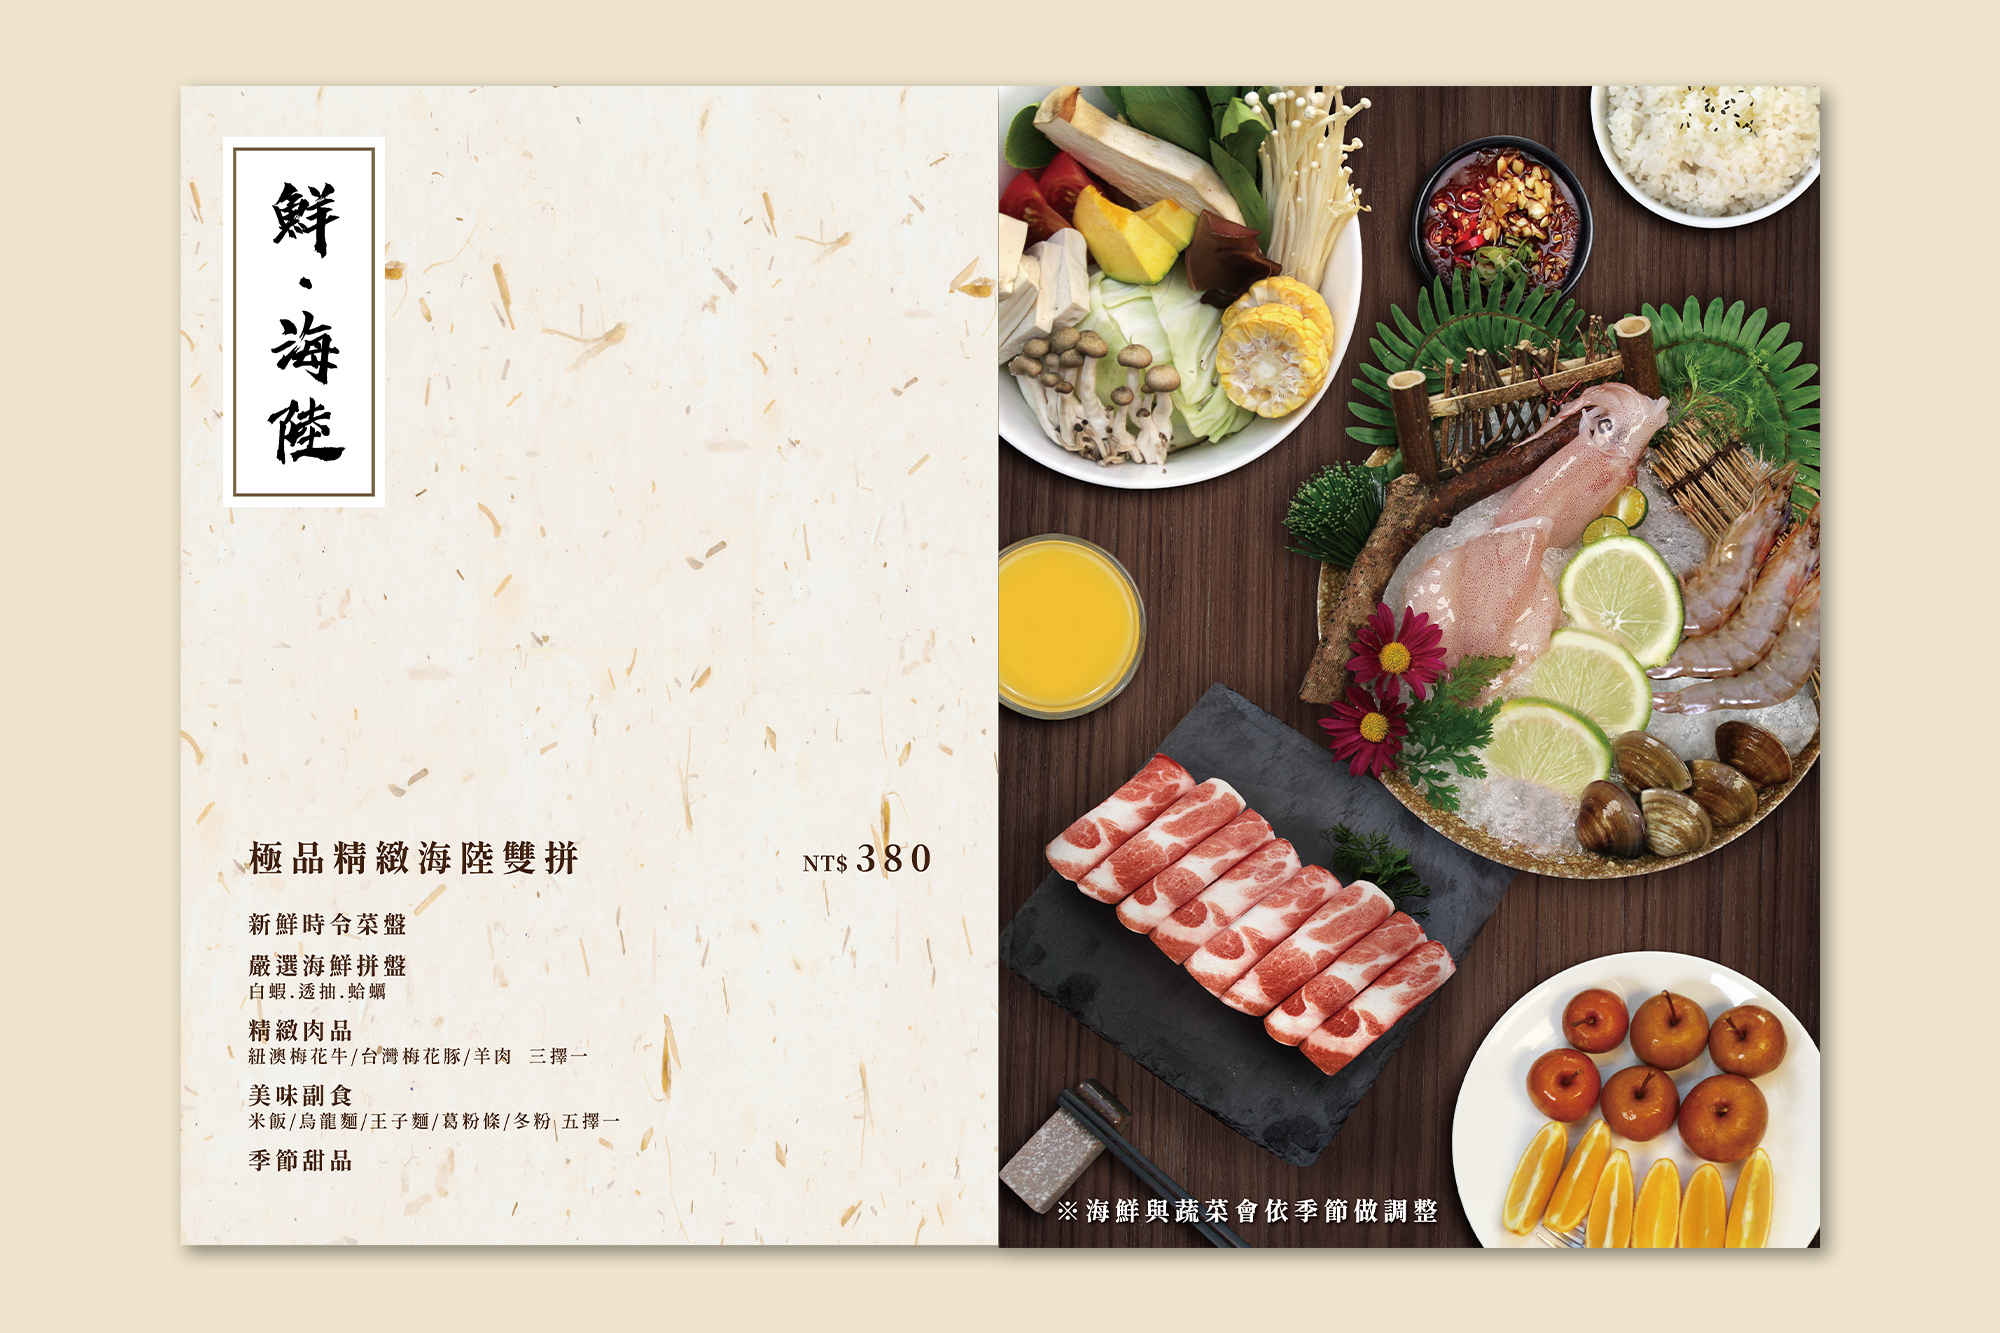 鮮·海陸
極品精緻海陸雙拼 NT$380
新鮮時令菜盤
嚴選海鮮拼盤
白蝦.透抽.蛤蠣
精緻肉品
紐澳梅花牛/台灣梅花豚/羊肉 三擇一
美味副食
米飯/烏龍麵/王子麵/葛粉條/冬粉 五擇一
季節甜品
※海鮮與蔬菜會依季節做調整